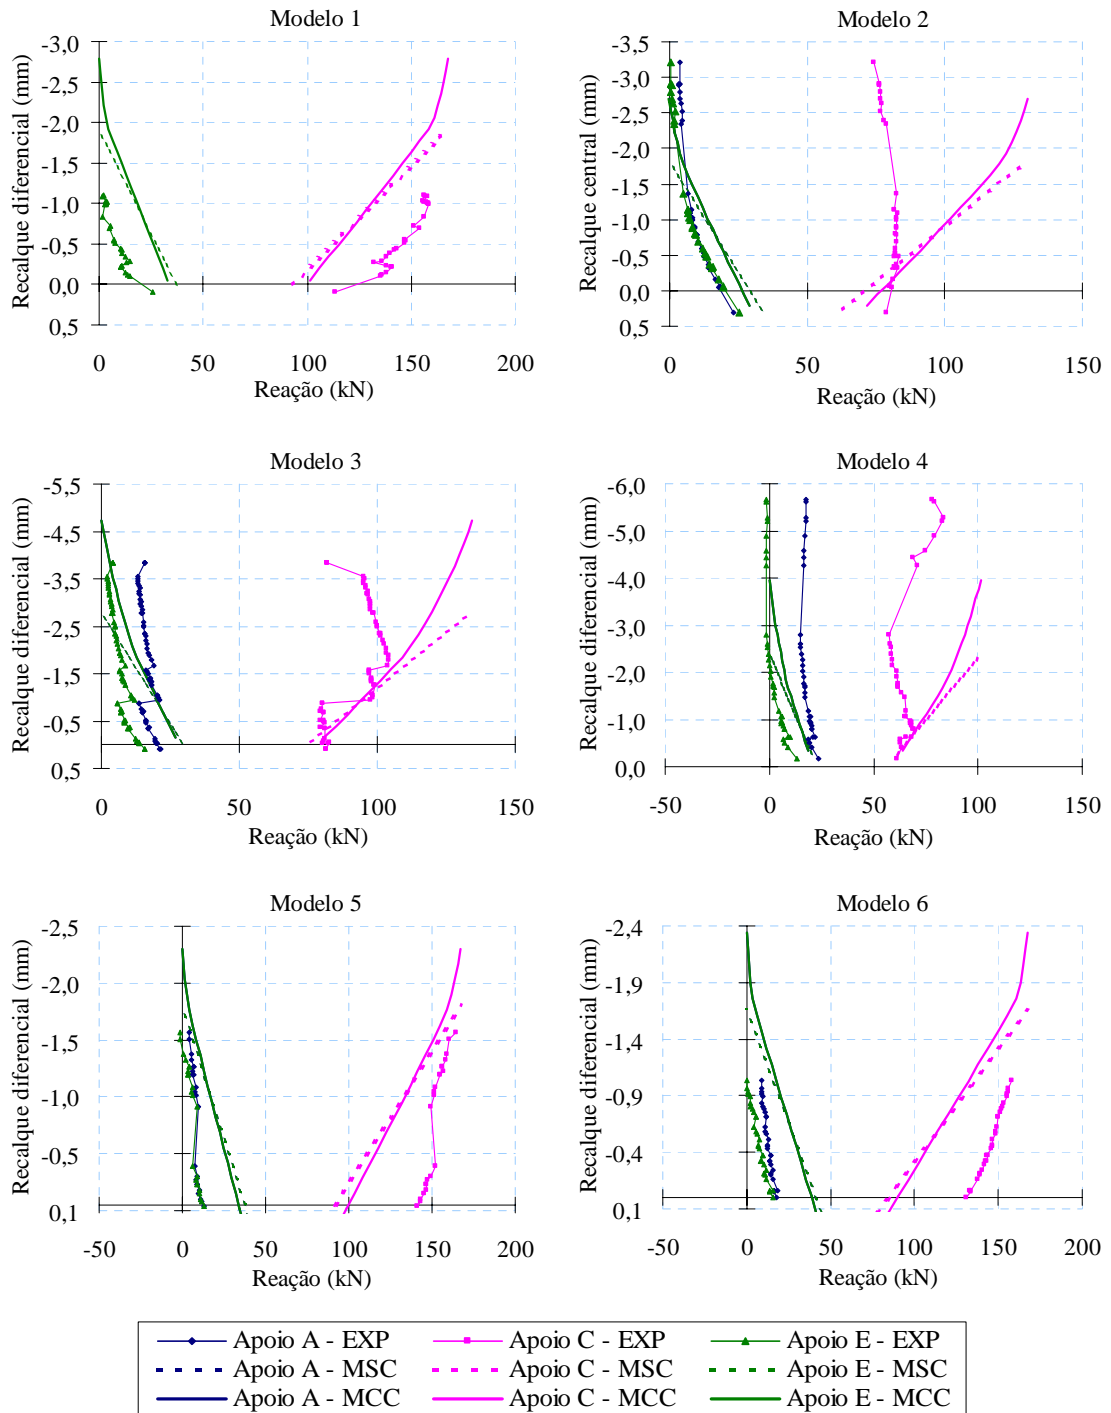 Modelo 1
Recalque diferencial (mm)
-3,0
-2,5
-2,0
-1,5
-1,0
-0,5
0,0
0,5
0 50 100 150 200
Reação (kN)
Modelo 2
Recalque central (mm)
-3,5
-3,0
-2,5
-2,0
-1,5
-1,0
-0,5
0,0
0,5
0 50 100 150
Reação (kN)
Modelo 3
Recalque diferencial (mm)
-5,5
-4,5
-3,5
-2,5
-1,5
-0,5
0,5
0 50 100 150
Reação (kN)
Modelo 4
Recalque diferencial (mm)
-6,0
-5,0
-4,0
-3,0
-2,0
-1,0
0,0
-50 0 50 100 150
Reação (kN)
Modelo 5
Recalque diferencial (mm)
-2,5
-2,0
-1,5
-1,0
-0,5
0,1
-50 0 50 100 150 200
Reação (kN)
Modelo 6
Recalque diferencial (mm)
-2,4
-1,9
-1,4
-0,9
-0,4
0,1
-50 0 50 100 150 200
Reação (kN)
Apoio A - EXP Apoio C - EXP Apoio E - EXP
Apoio A - MSC Apoio C - MSC Apoio E - MSC
Apoio A - MCC Apoio C - MCC Apoio E - MCC